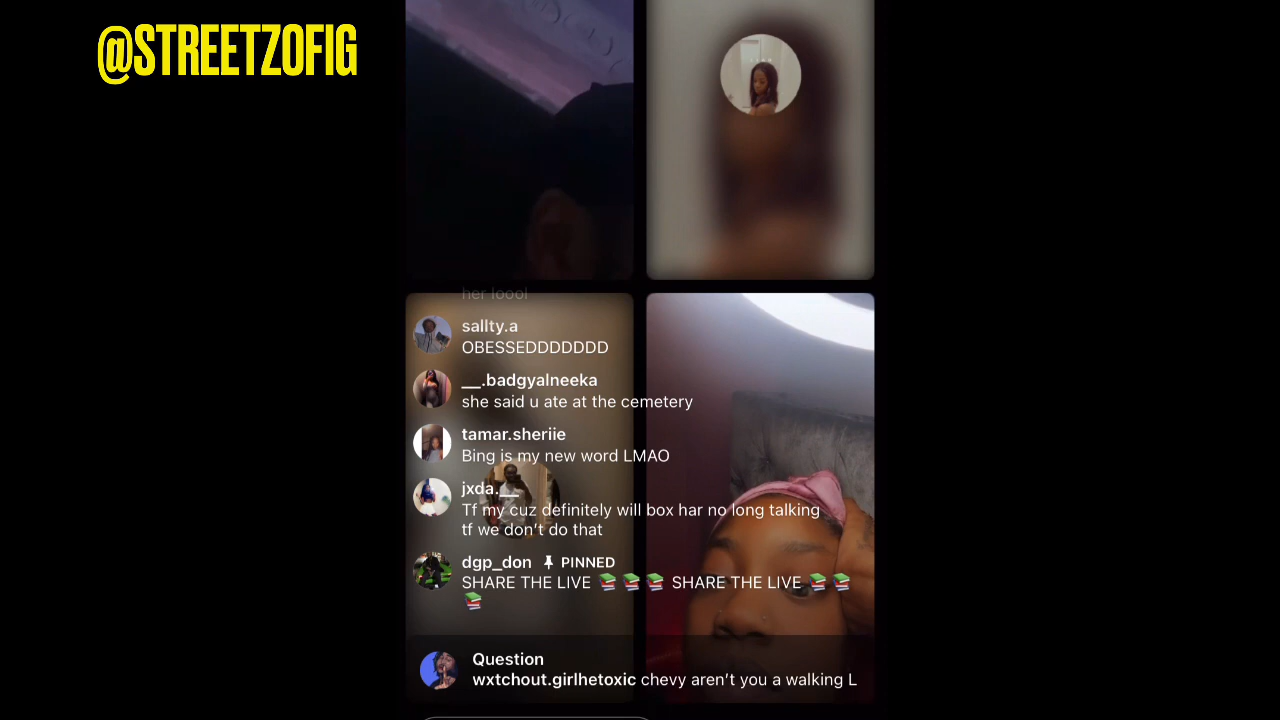 @STREETZOFIG
her loool
sallty.a
OBESSEDDDDDDD
__.badgyalneeka
she said u ate at the cemetery
tamar.sheriie
Bing is my new word LMAO
jxda.__
Tf my cuz definitely will box har no long talking
tf we don’t do that
dgp_don 📌 PINNED
SHARE THE LIVE 📚📚📚 SHARE THE LIVE 📚📚
📚
Question
wxtchout.girlhetoxic chevy aren’t you a walking L